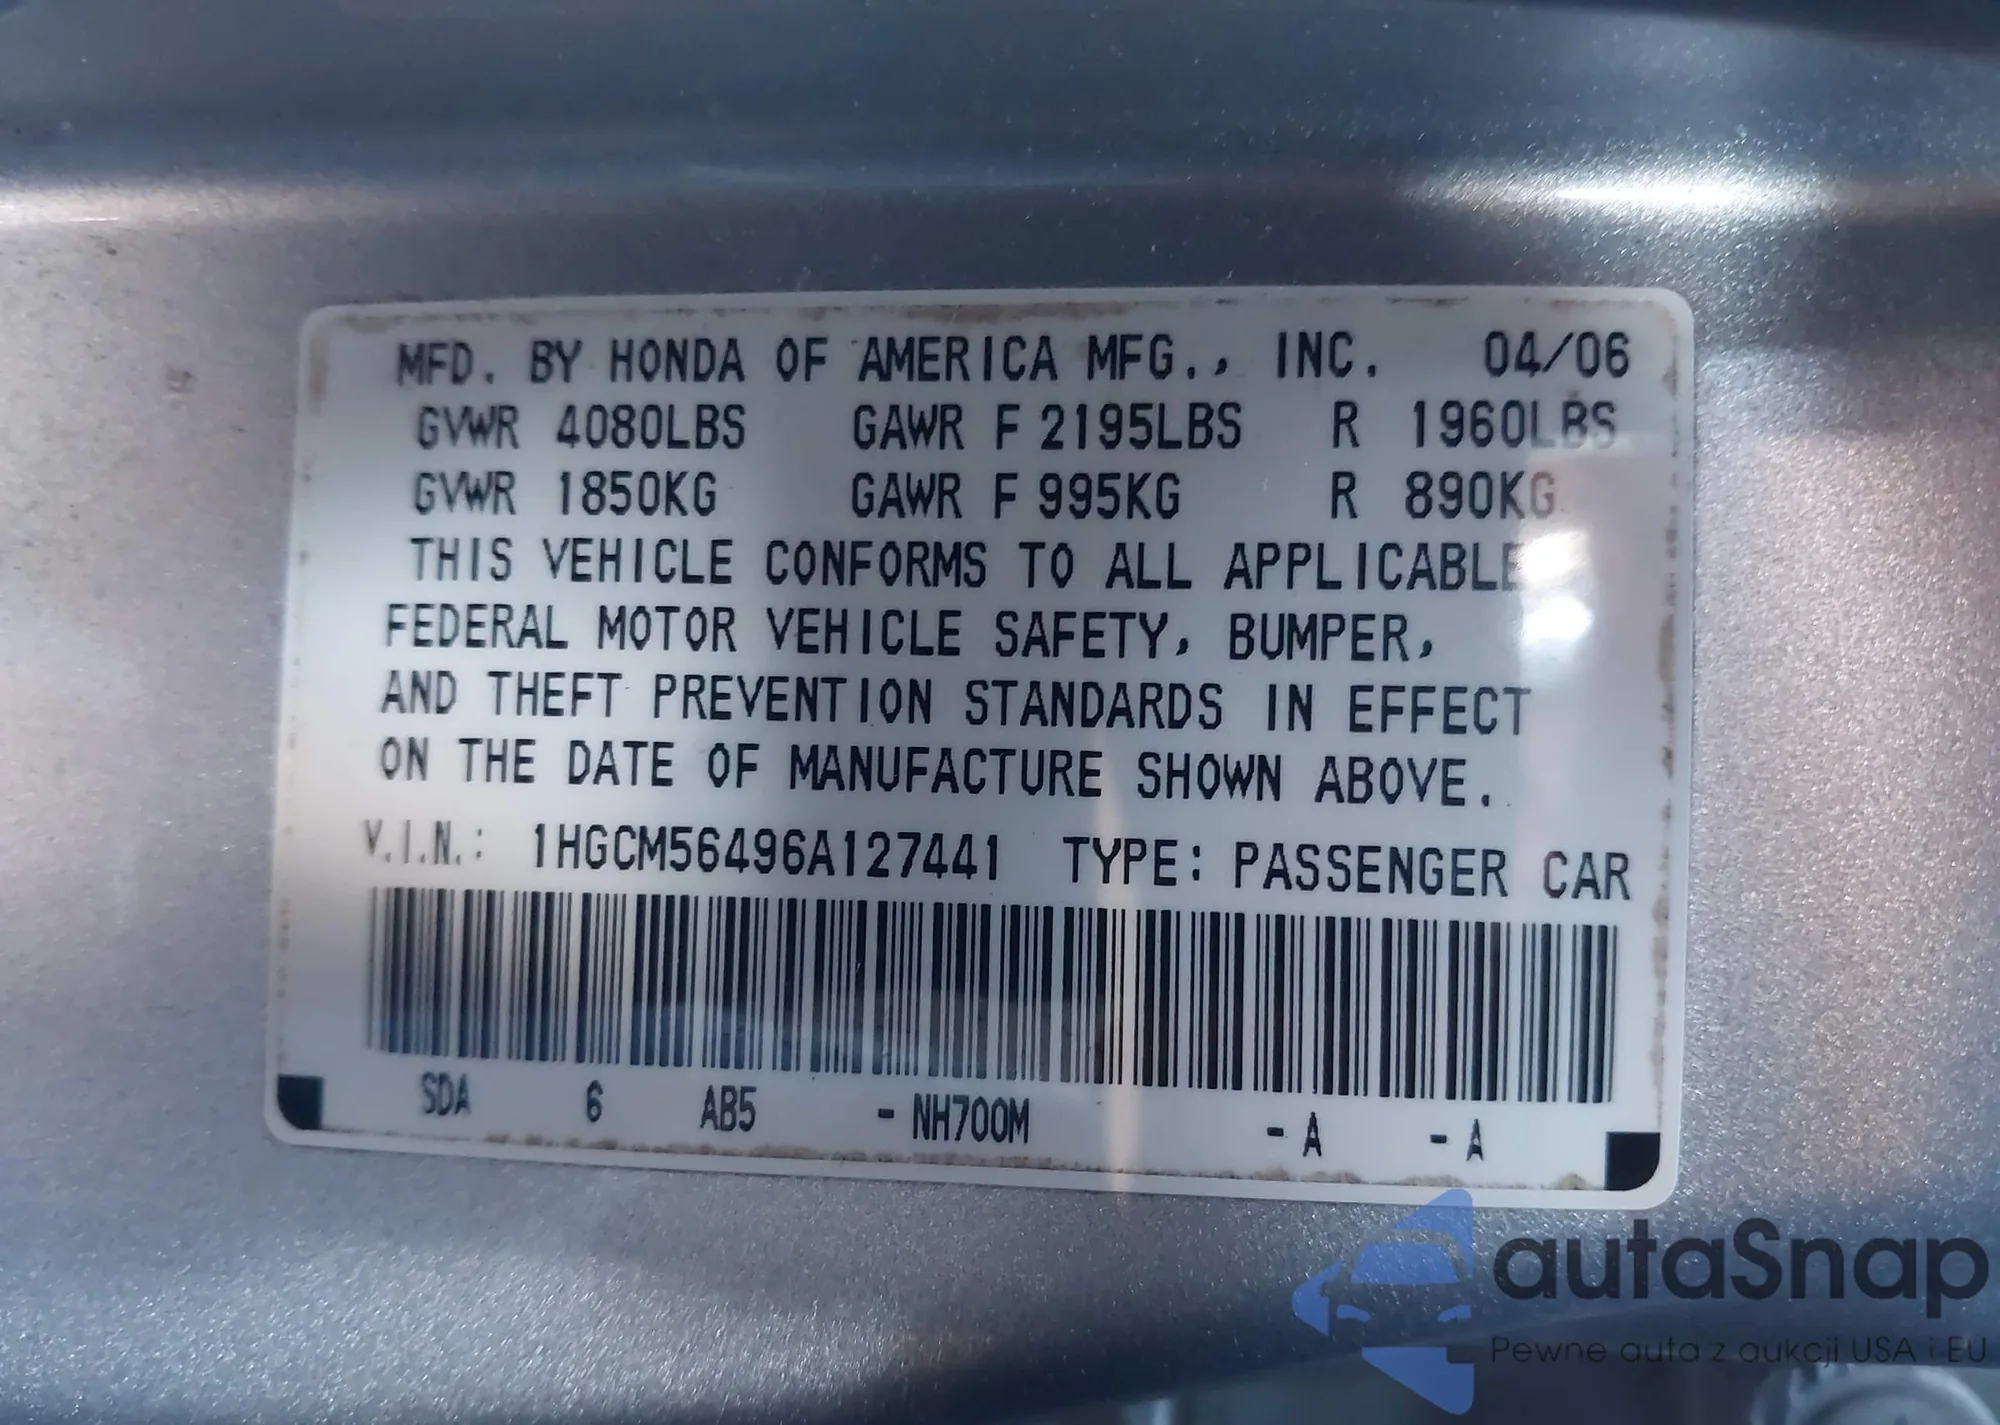 MFD. BY HONDA OF AMERICA MFG., INC. 04/06
GVWR 4080LBS GAWR F 2195LBS R 1960LBS
GVWR 1850KG GAWR F 995KG R 890KG
THIS VEHICLE CONFORMS TO ALL APPLICABLE
FEDERAL MOTOR VEHICLE SAFETY, BUMPER,
AND THEFT PREVENTION STANDARDS IN EFFECT
ON THE DATE OF MANUFACTURE SHOWN ABOVE.
V.I.N.: 1HGCM56496A127441 TYPE: PASSENGER CAR
SDA 6 AB5 - NH700M - A - A
autaSnap
Pewne auta z aukcji USA i EU